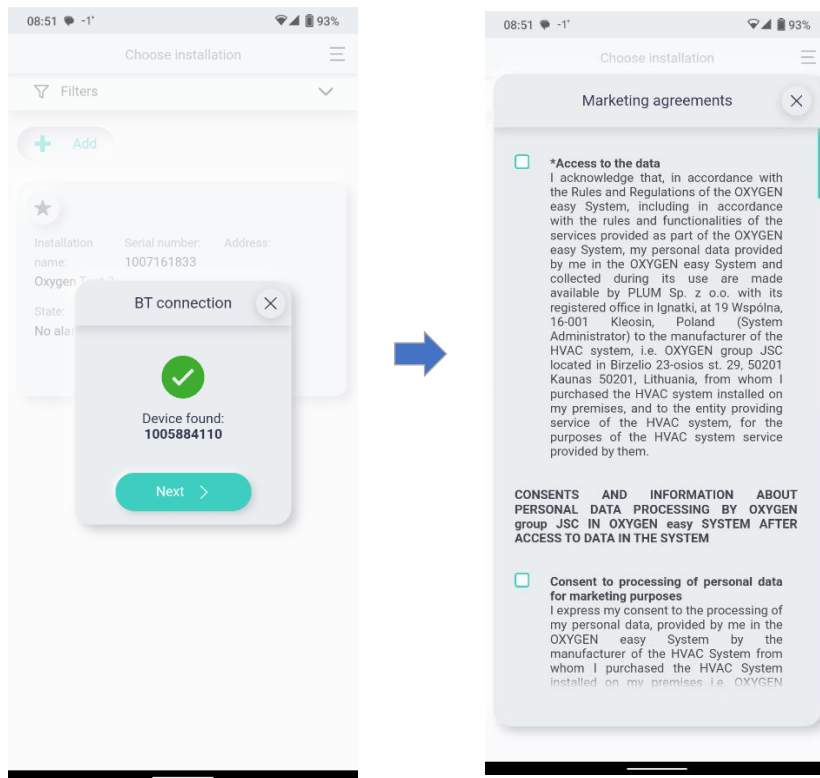 08:51 -1° 93%
Choose installation
Filters
Add
Installation name:
Serial number:
1007161833
Address:
Oxygen
State:
No ala
BT connection
Device found:
1005884110
Next
08:51 -1° 93%
Choose installation
Marketing agreements
*Access to the data
I acknowledge that, in accordance with
the Rules and Regulations of the OXYGEN
easy System, including in accordance
with the rules and functionalities of the
services provided as part of the OXYGEN
easy System, my personal data provided
by me in the OXYGEN easy System and
collected during its use are made
available by PLUM Sp. z o.o. with its
registered office in Ignatki, at 19 Wspólna,
16-001 Kleosin, Poland (System
Administrator) to the manufacturer of the
HVAC system, i.e. OXYGEN group JSC
located in Birzelio 23-osios st. 29, 50201
Kaunas 50201, Lithuania, from whom I
purchased the HVAC system installed on
my premises, and to the entity providing
service of the HVAC system, for the
purposes of the HVAC system service
provided by them.
CONSENTS AND INFORMATION ABOUT
PERSONAL DATA PROCESSING BY OXYGEN
group JSC IN OXYGEN easy SYSTEM AFTER
ACCESS TO DATA IN THE SYSTEM
Consent to processing of personal data
for marketing purposes
I express my consent to the processing of
my personal data, provided by me in the
OXYGEN easy System by the
manufacturer of the HVAC System from
whom I purchased the HVAC System
installed on my premises i.e. OXYGEN